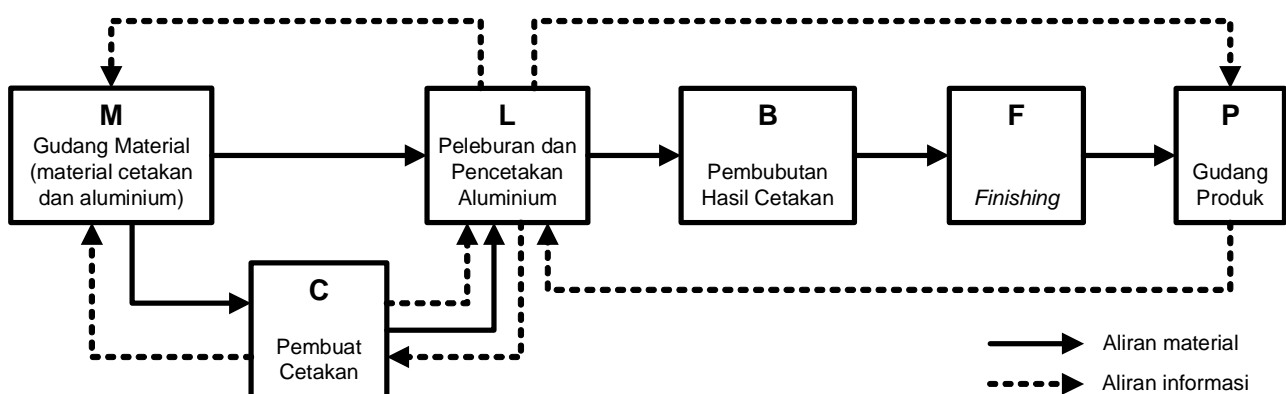 M
Gudang Material
(material cetakan
dan aluminium)
L
Peleburan dan
Pencetakan
Aluminium
B
Pembubutan
Hasil Cetakan
F
Finishing
P
Gudang
Produk
C
Pembuat
Cetakan
Aliran material
Aliran informasi